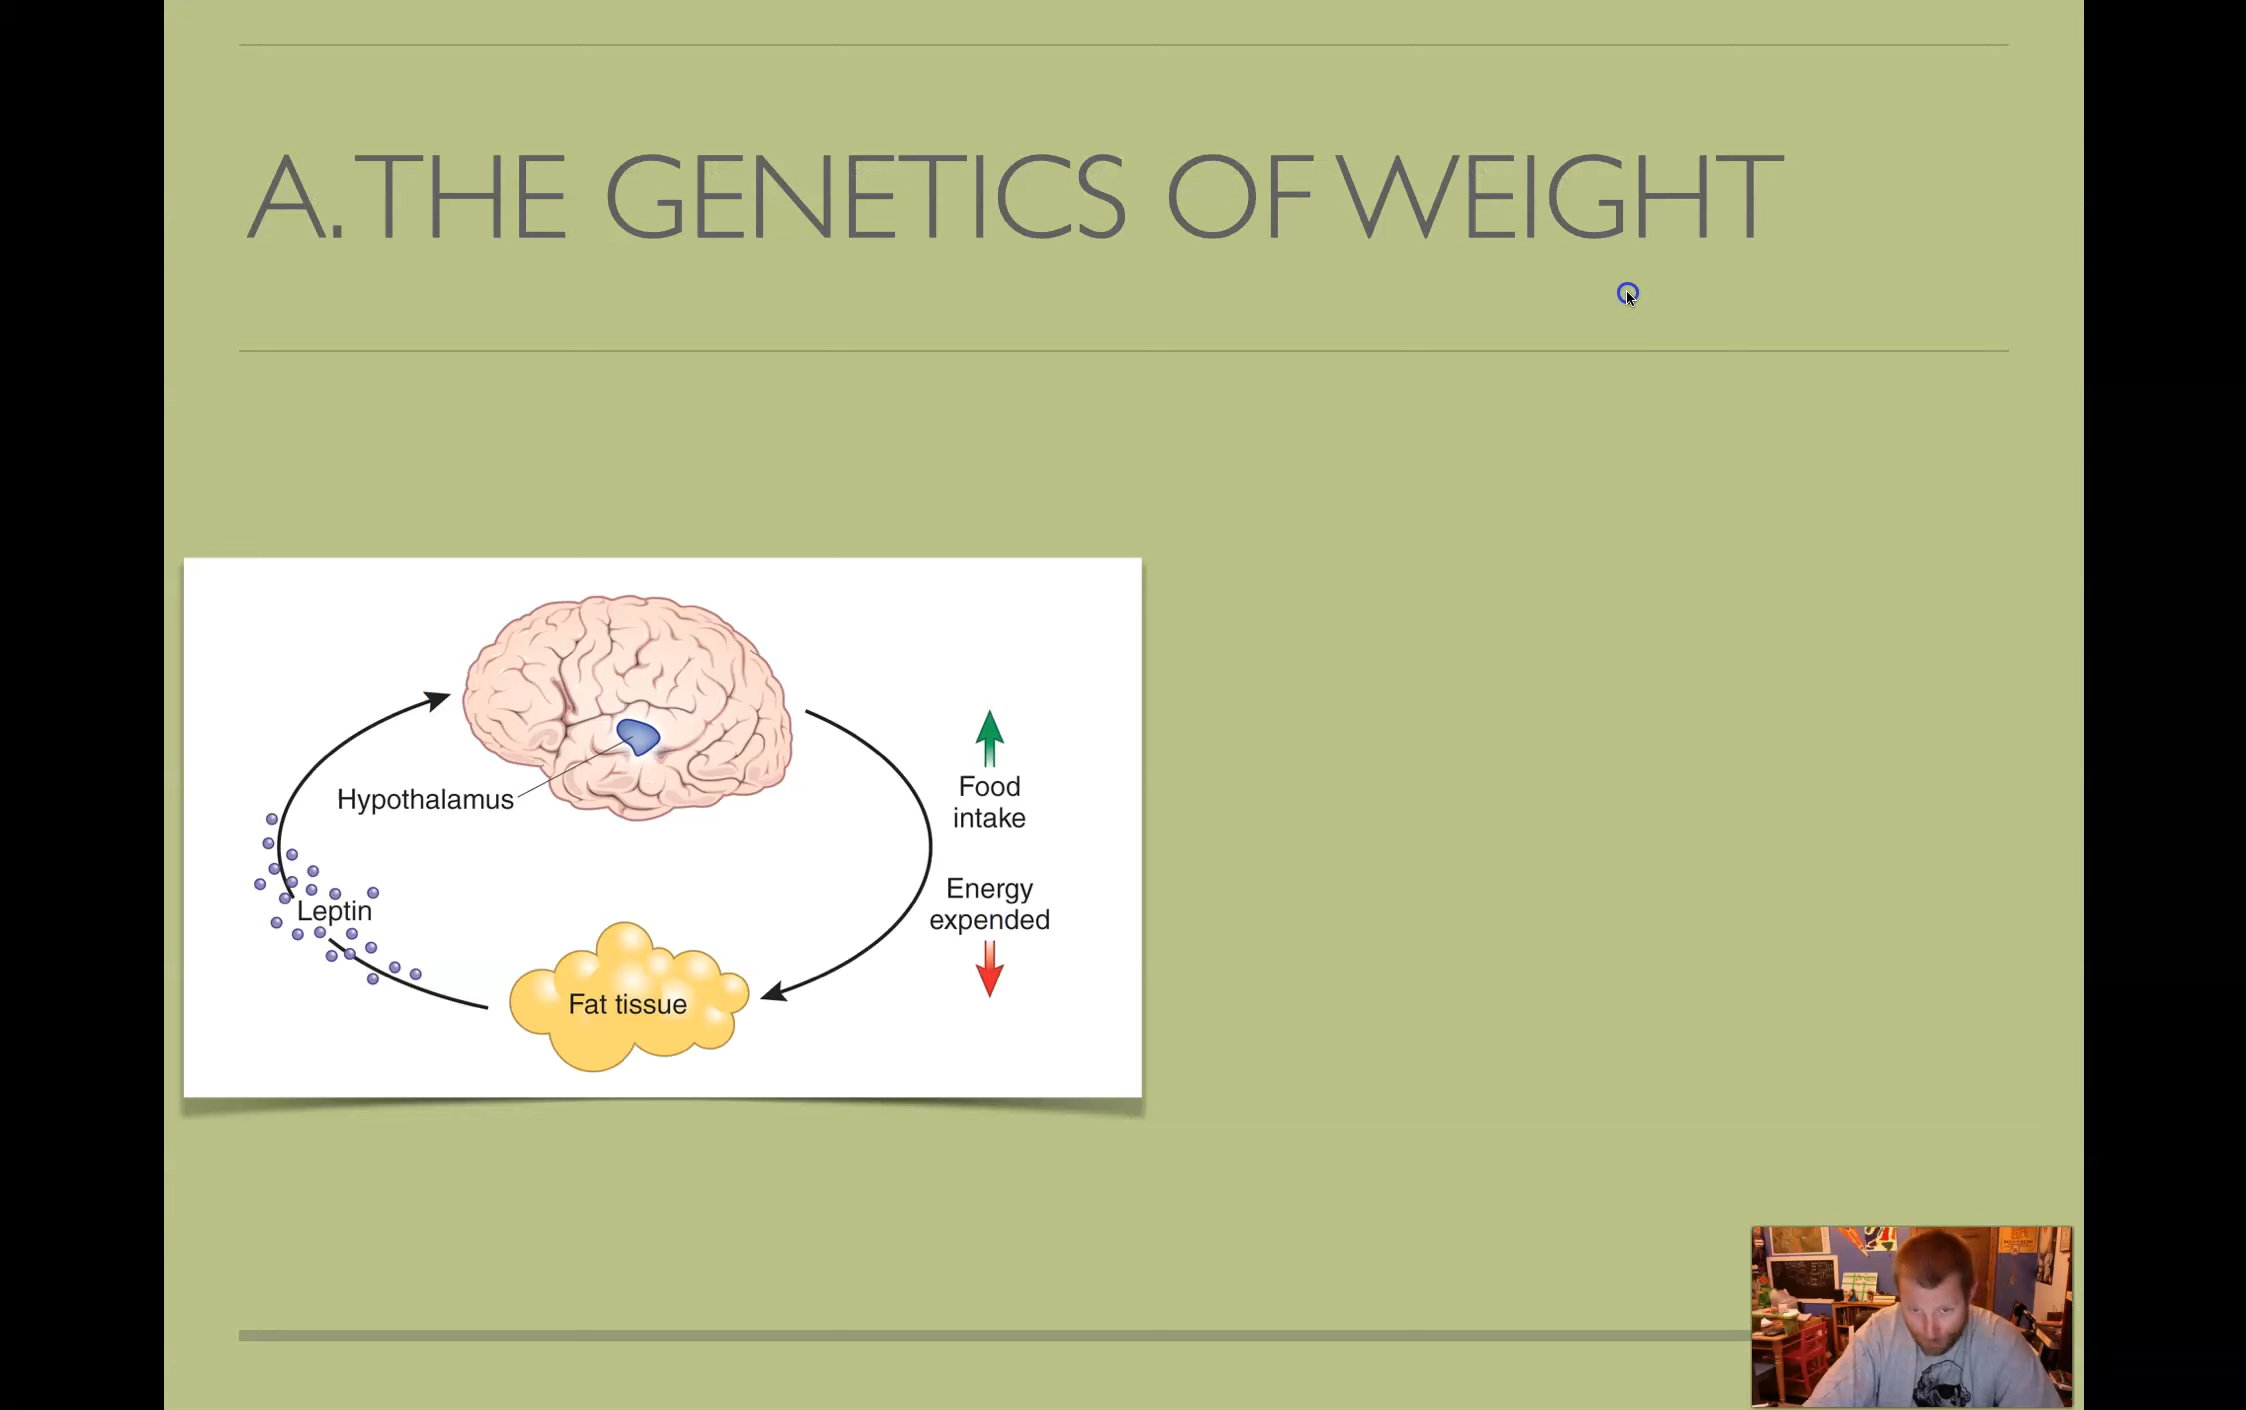 A. THE GENETICS OF WEIGHT
Hypothalamus
Food
intake
Energy
expended
Leptin
Fat tissue